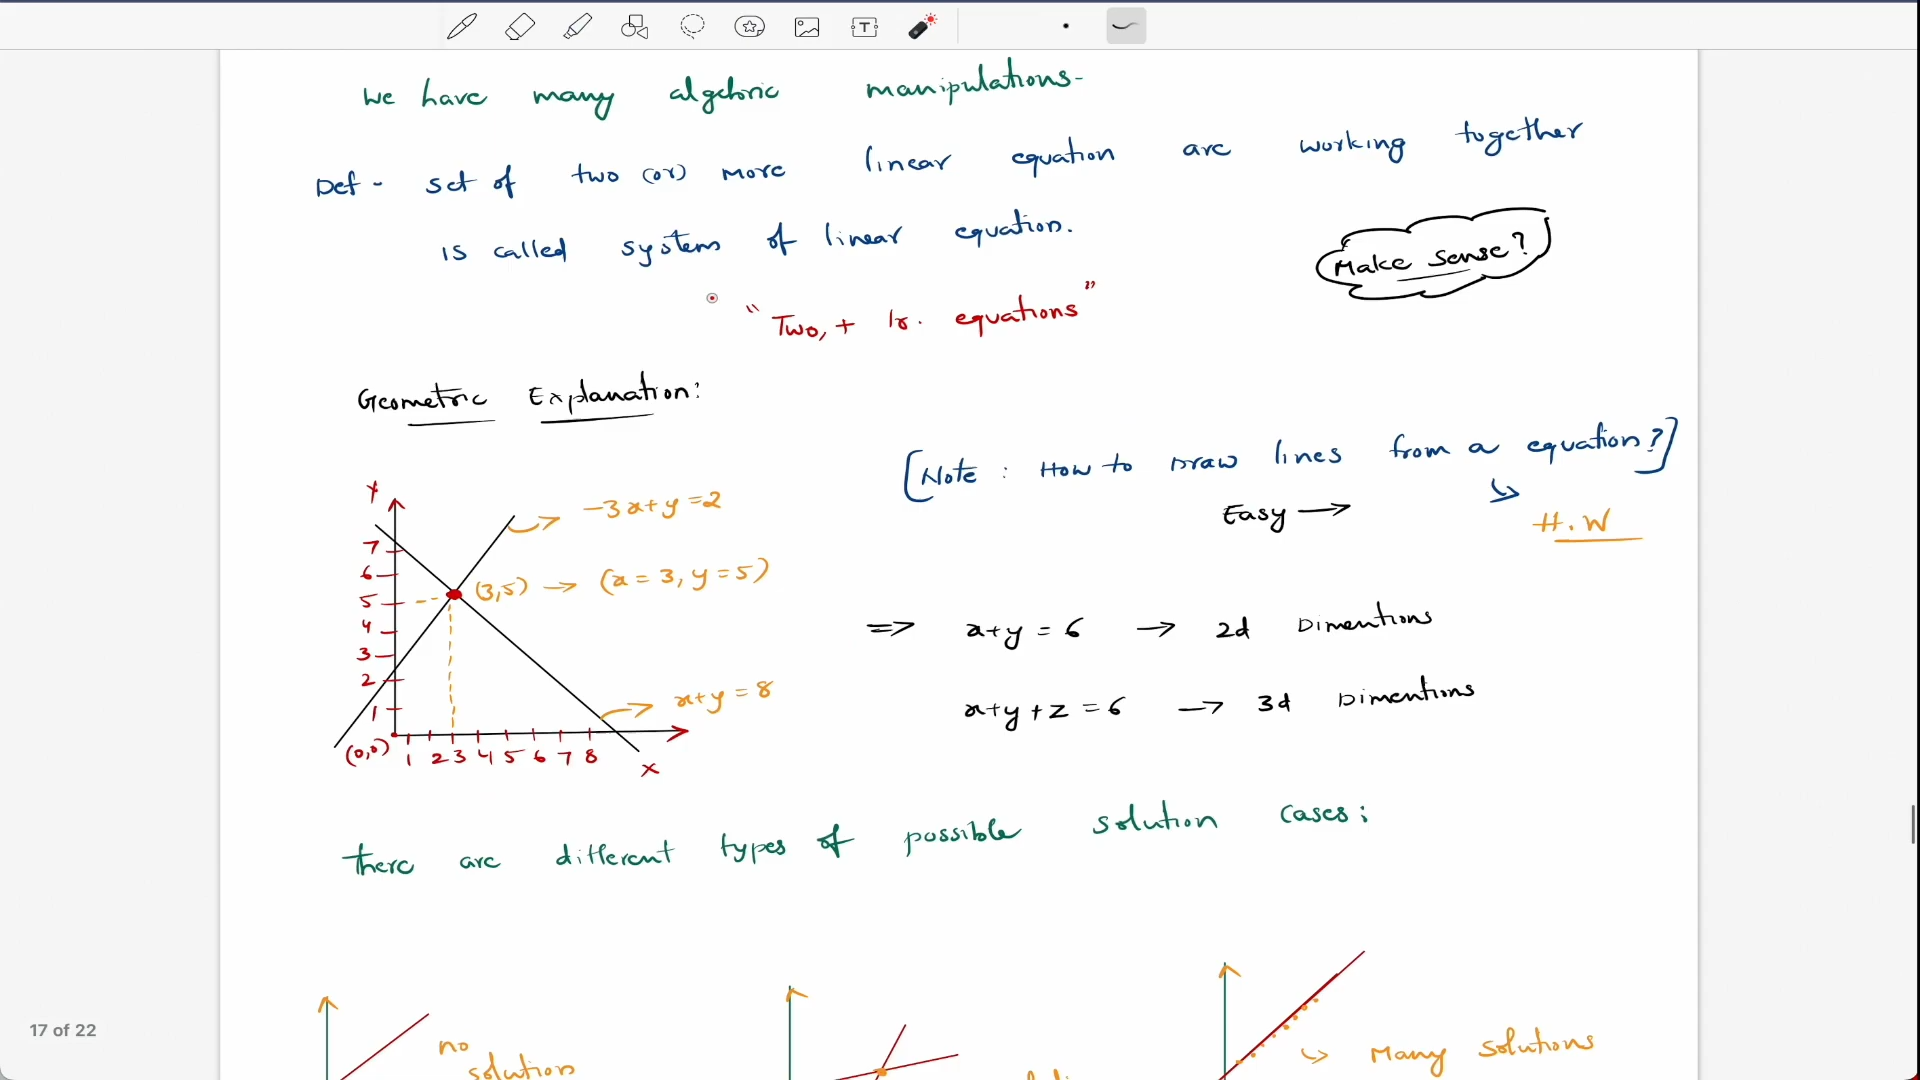 We have many algebric manipulations-
Def - set of two (or) more linear equation are working together
is called systems of linear equation.
Make sense?
"Two, + lr. equations"
Geometric Explanation:
[Note : How to Draw lines from a equation?]
Easy →
H.W
Y
-3x+y=2
7
6
5
4
3
2
1
(3,5) → (x=3, y=5)
⇒ x+y=6 → 2d Dimentions
x+y=8
x+y+z=6 → 3d Dimentions
(0,0) 1 2 3 4 5 6 7 8
X
There are different types of possible solution cases:
no solution
Many solutions
17 of 22